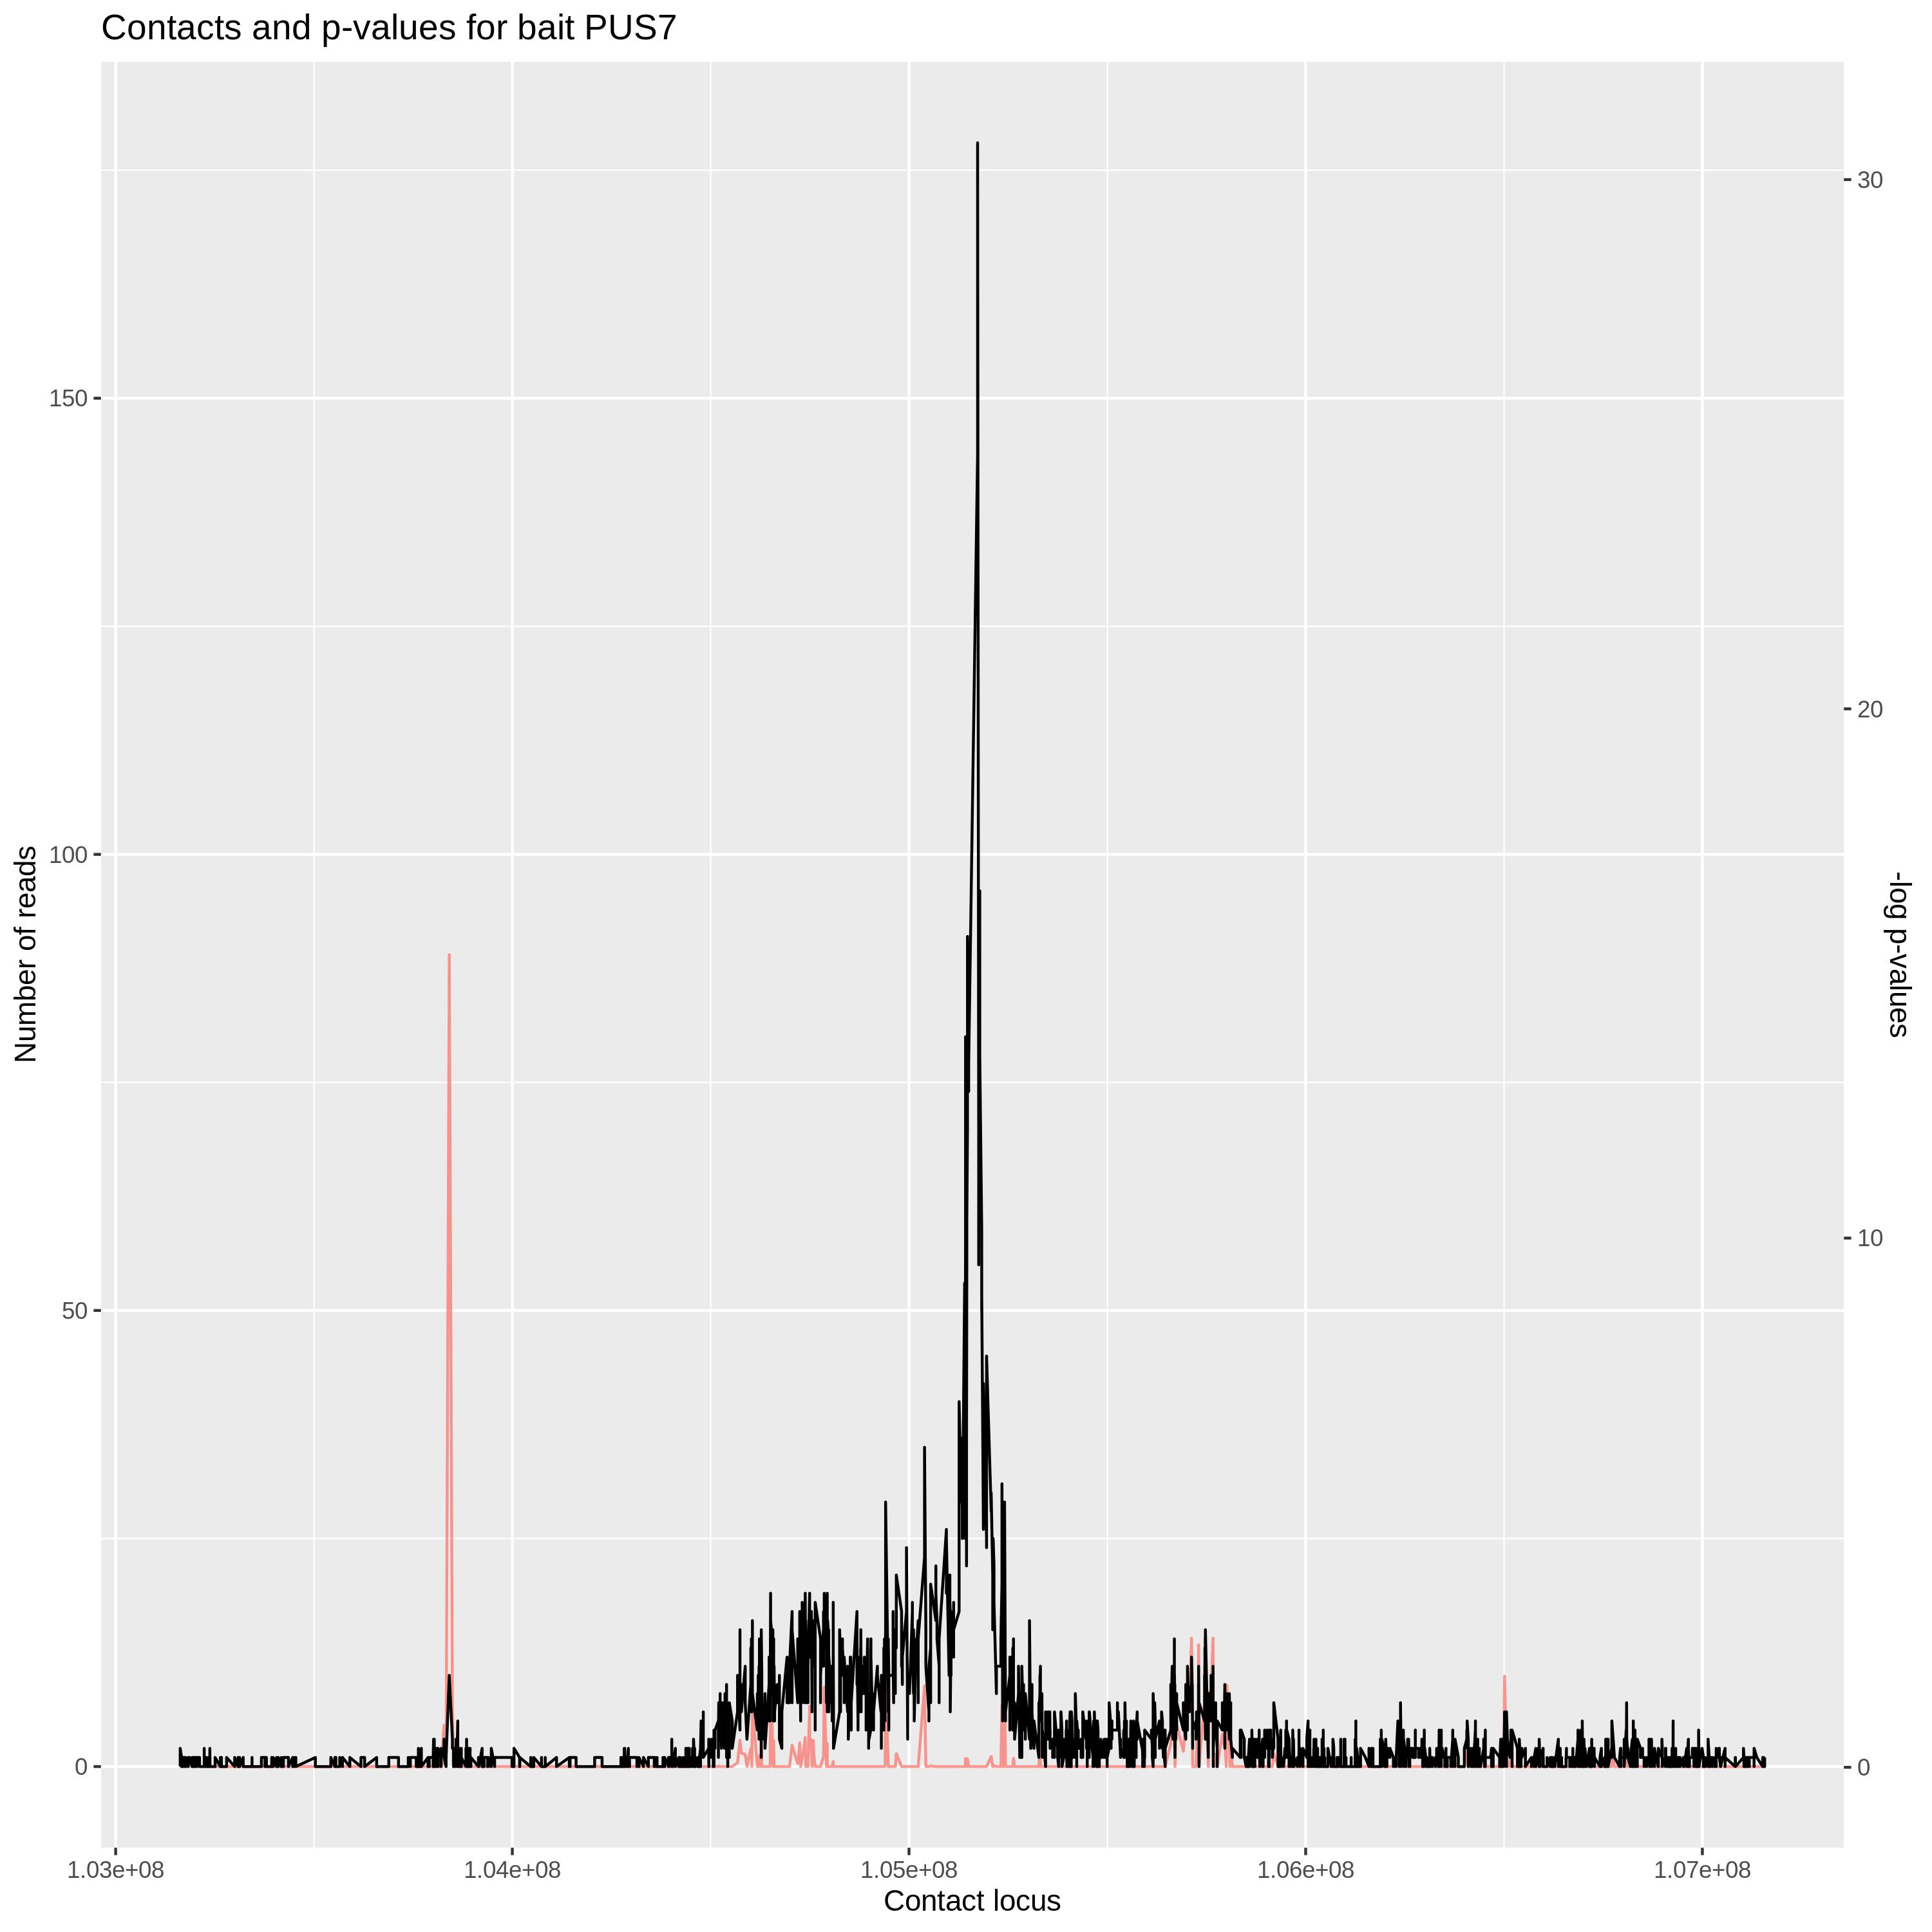 Contacts and p-values for bait PUS7
Number of reads
150
100
50
0
30
20
10
0
-log p-values
1.03e+08
1.04e+08
1.05e+08
1.06e+08
1.07e+08
Contact locus